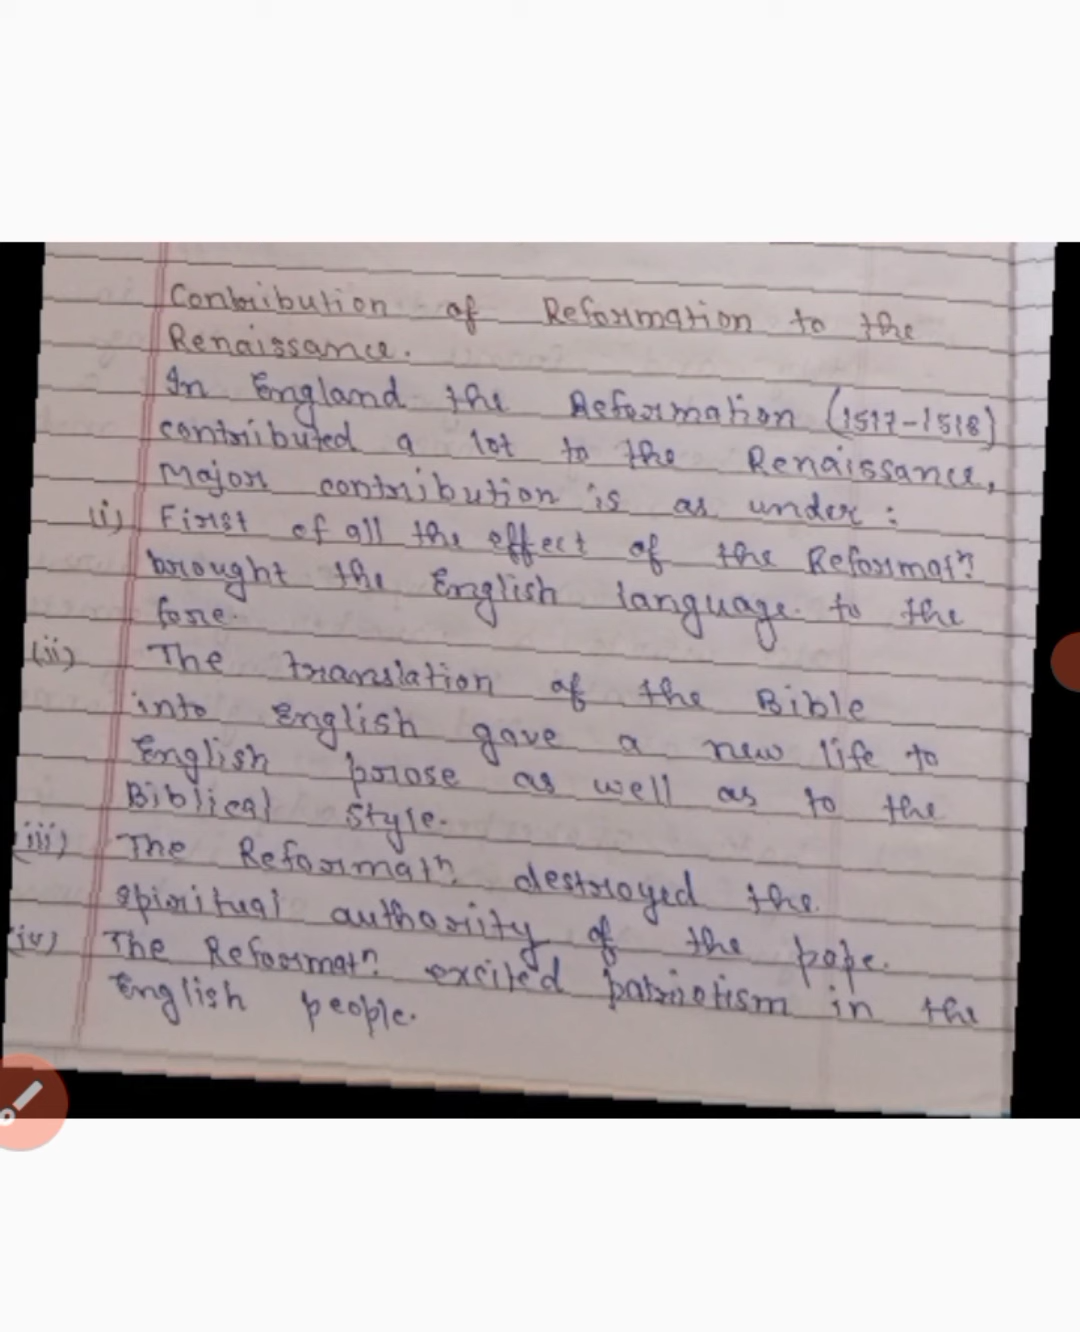 Contribution of Reformation to the
Renaissance.
In England the Reformation (1517-1518)
contributed a lot to the Renaissance,
Major contribution is as under:
(i) First of all the effect of the Reformatn
brought the English language to the
fore.
(ii) The translation of the Bible
into English gave a new life to
English prose as well as to the
Biblical style.
(iii) The Reformatn destroyed the
spiritual authority of the pope.
(iv) The Reformatn excited patriotism in the
English people.